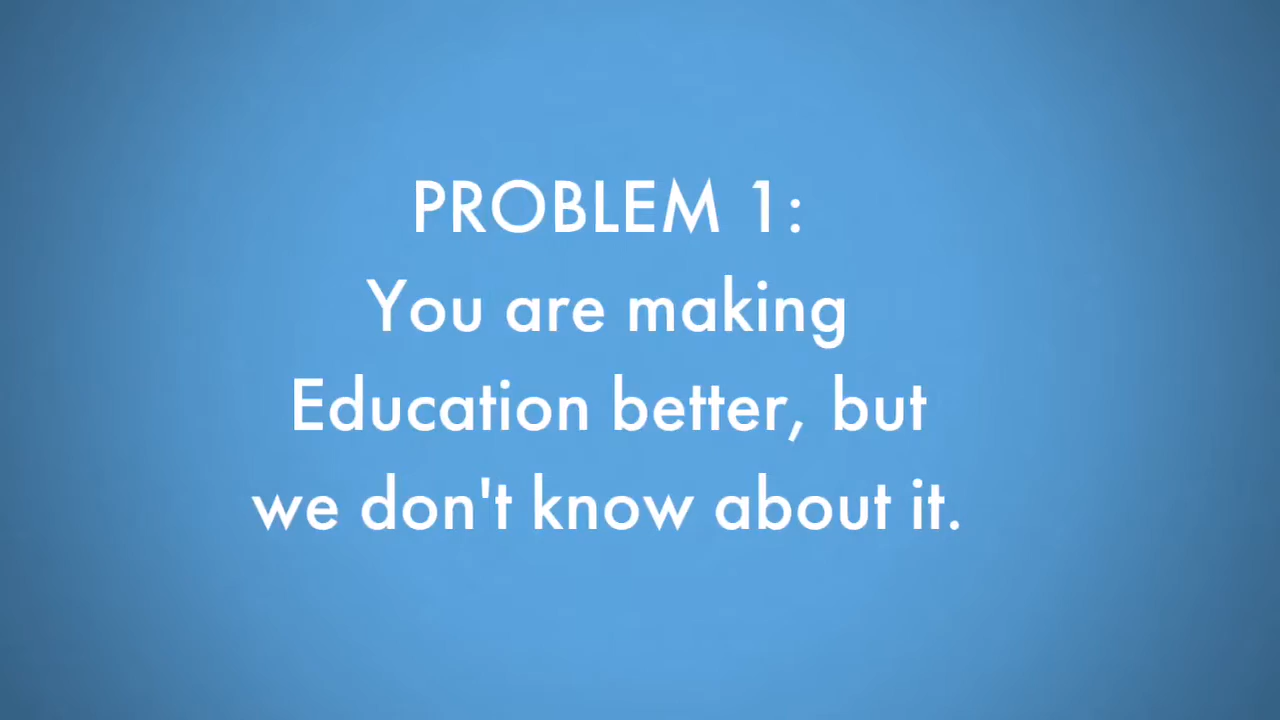 PROBLEM 1:
You are making
Education better, but
we don't know about it.